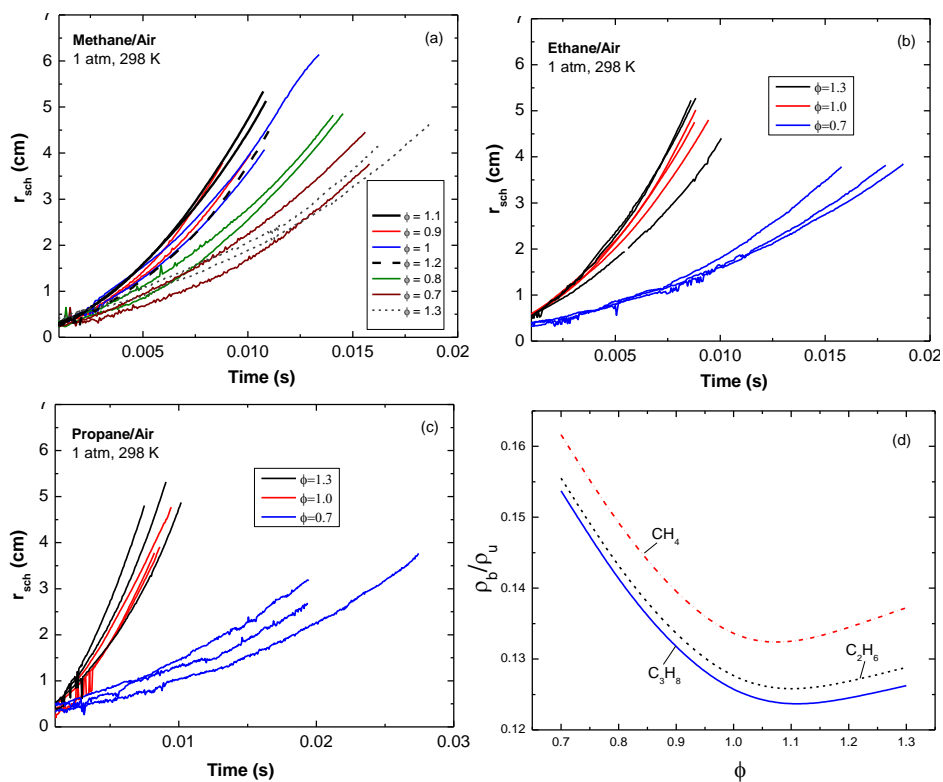 7
6
5
4
3
2
1
0
r_sch (cm)
Methane/Air
1 atm, 298 K
(a)
ϕ = 1.1
ϕ = 0.9
ϕ = 1
ϕ = 1.2
ϕ = 0.8
ϕ = 0.7
ϕ = 1.3
0.005 0.010 0.015 0.02
Time (s)
7
6
5
4
3
2
1
0
r_sch (cm)
Ethane/Air
1 atm, 298 K
(b)
ϕ=1.3
ϕ=1.0
ϕ=0.7
0.005 0.010 0.015 0.02
Time (s)
7
6
5
4
3
2
1
0
r_sch (cm)
Propane/Air
1 atm, 298 K
(c)
ϕ=1.3
ϕ=1.0
ϕ=0.7
0.01 0.02 0.03
Time (s)
0.16
0.15
0.14
0.13
0.12
ρ_b/ρ_u
(d)
CH₄
C₂H₆
C₃H₈
0.7 0.8 0.9 1.0 1.1 1.2 1.3
ϕ